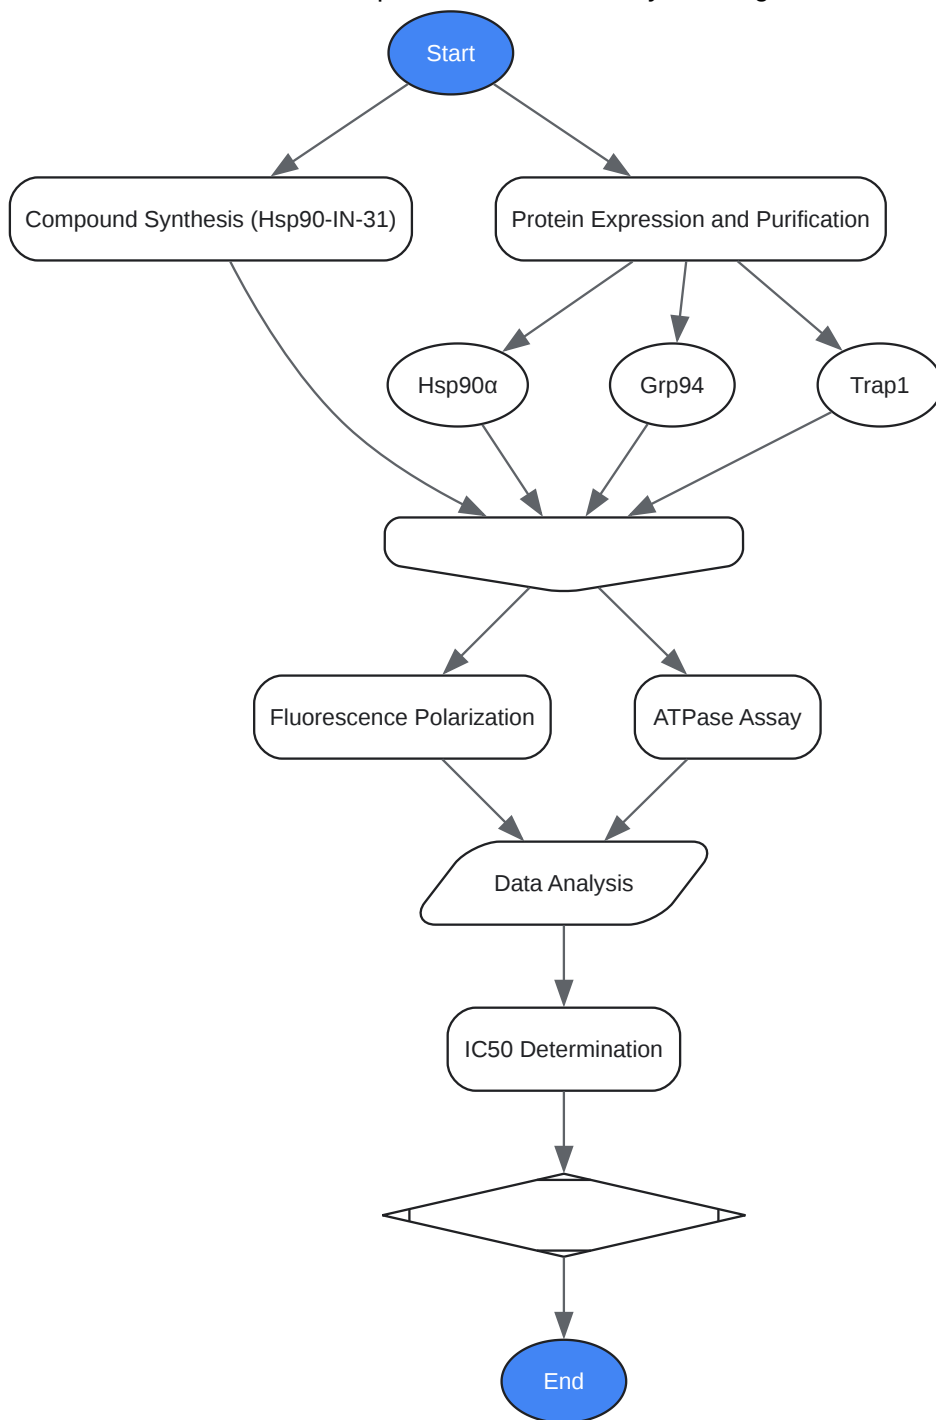 Start
Compound Synthesis (Hsp90-IN-31)
Protein Expression and Purification
Hsp90α
Grp94
Trap1
Fluorescence Polarization
ATPase Assay
Data Analysis
IC50 Determination
End